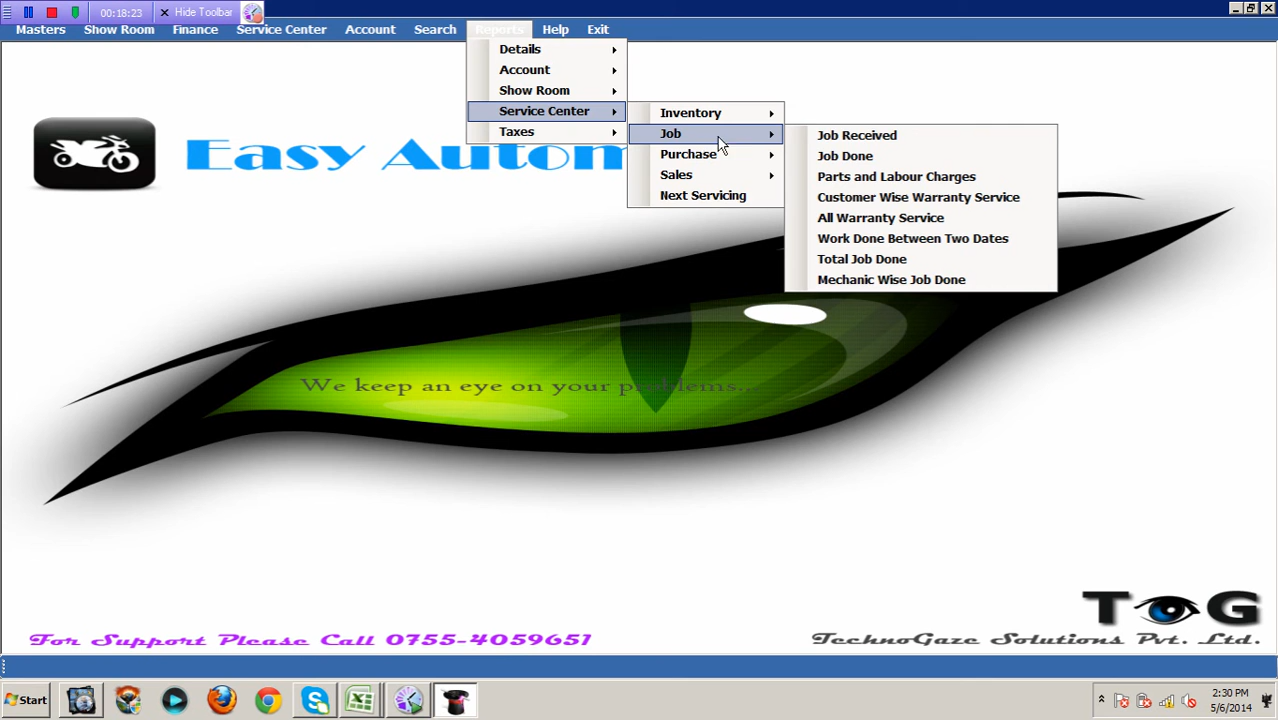 00:18:23 Hide Toolbar
Masters Show Room Finance Service Center Account Search Reports Help Exit
Details
Account
Show Room
Service Center
Taxes
Inventory
Job
Purchase
Sales
Next Servicing
Job Received
Job Done
Parts and Labour Charges
Customer Wise Warranty Service
All Warranty Service
Work Done Between Two Dates
Total Job Done
Mechanic Wise Job Done
Easy
We keep an eye on your problems..
T G
For Support Please Call 0755-4059651
TechnoGaze Solutions Pvt. Ltd.
Start
2:30 PM
5/6/2014